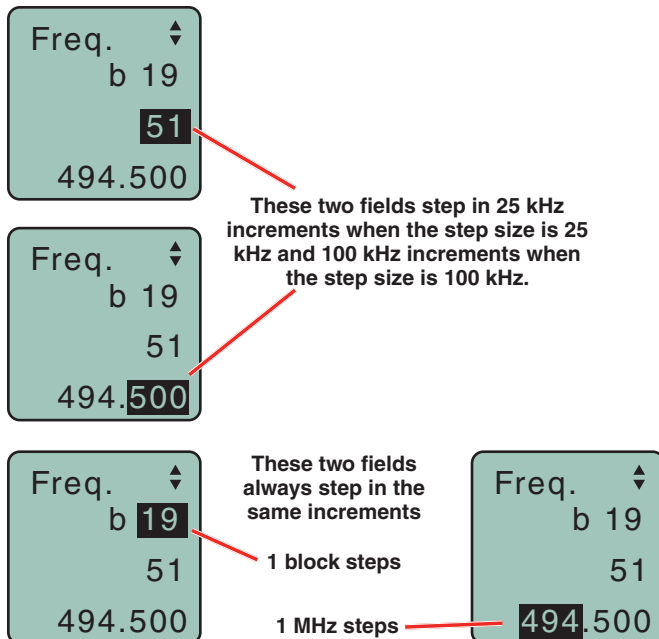 Freq.
b 19
51
494.500
These two fields step in 25 kHz
increments when the step size is 25
kHz and 100 kHz increments when
the step size is 100 kHz.
Freq.
b 19
51
494.500
Freq.
b 19
51
494.500
These two fields
always step in the
same increments
1 block steps
1 MHz steps
Freq.
b 19
51
494.500